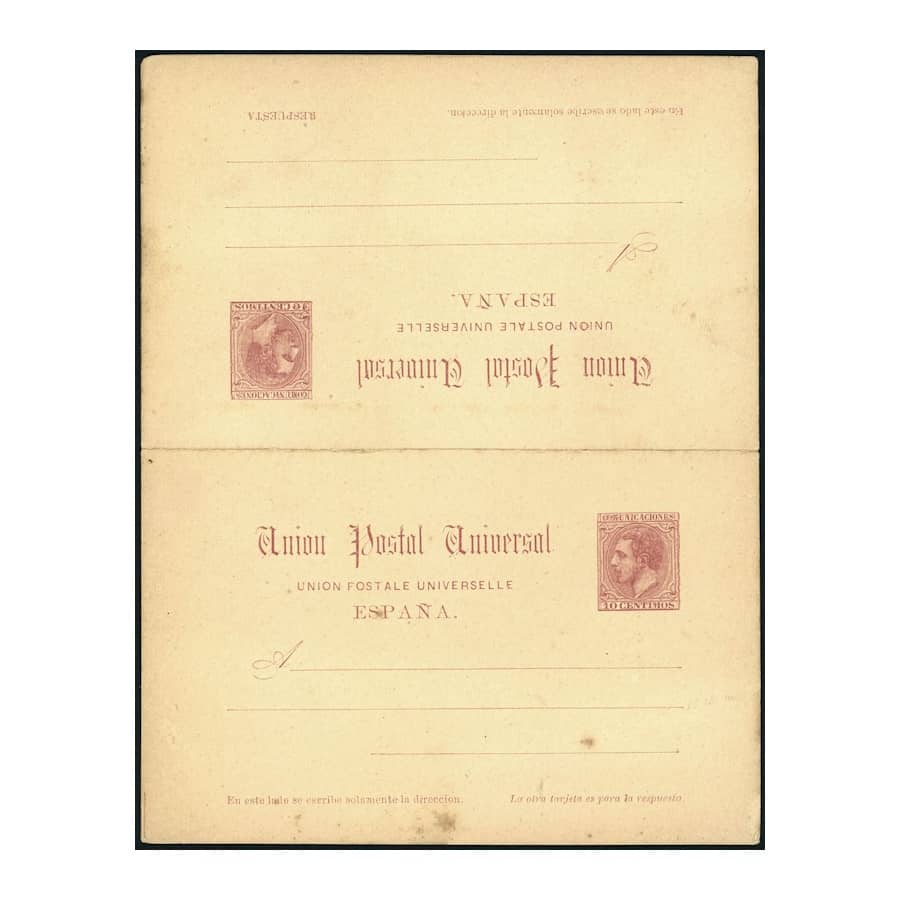 RESPUESTA
En este lado se escribe solamente la direccion.
A
ESPAÑA.
UNION POSTALE UNIVERSELLE
Union Postal Universal
COMUNICACIONES
10 CENTIMOS
Union Postal Universal
UNION POSTALE UNIVERSELLE
ESPAÑA.
COMUNICACIONES
10 CENTIMOS
A
En este lado se escribe solamente la direccion.
La otra tarjeta es para la respuesta.